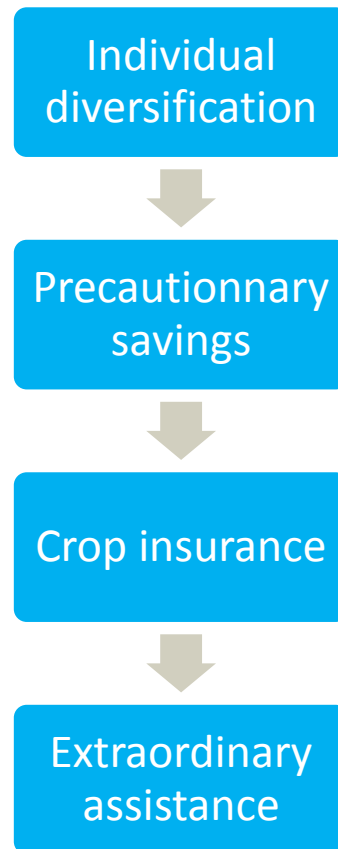 Individual
diversification
Precautionnary
savings
Crop insurance
Extraordinary
assistance